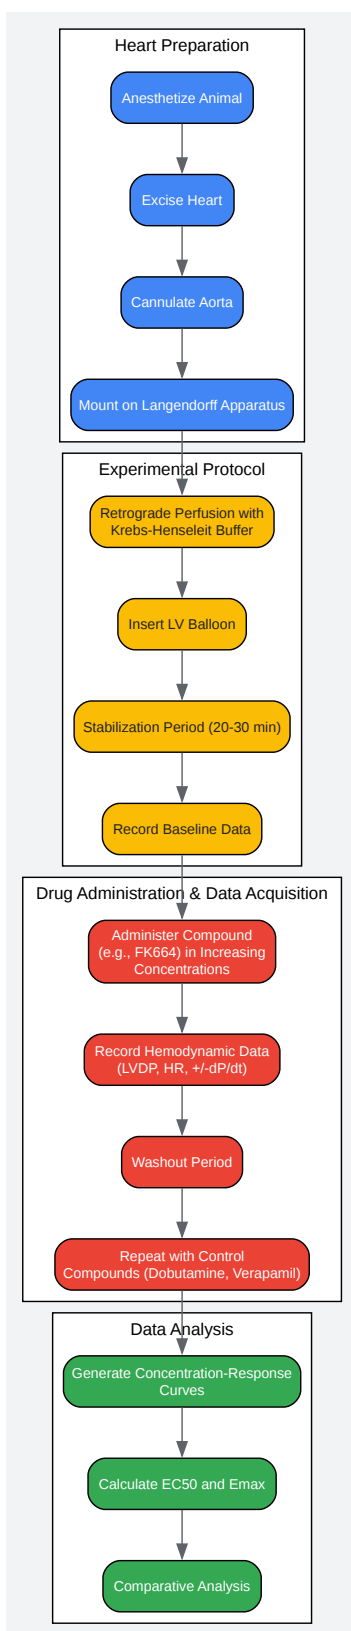 Heart Preparation
Anesthetize Animal
Excise Heart
Cannulate Aorta
Mount on Langendorff Apparatus
Experimental Protocol
Retrograde Perfusion with
Krebs-Henseleit Buffer
Insert LV Balloon
Stabilization Period (20-30 min)
Record Baseline Data
Drug Administration & Data Acquisition
Administer Compound
(e.g., FK664) in Increasing
Concentrations
Record Hemodynamic Data
(LVDP, HR, +/-dP/dt)
Washout Period
Repeat with Control
Compounds (Dobutamine, Verapamil)
Data Analysis
Generate Concentration-Response
Curves
Calculate EC50 and Emax
Comparative Analysis